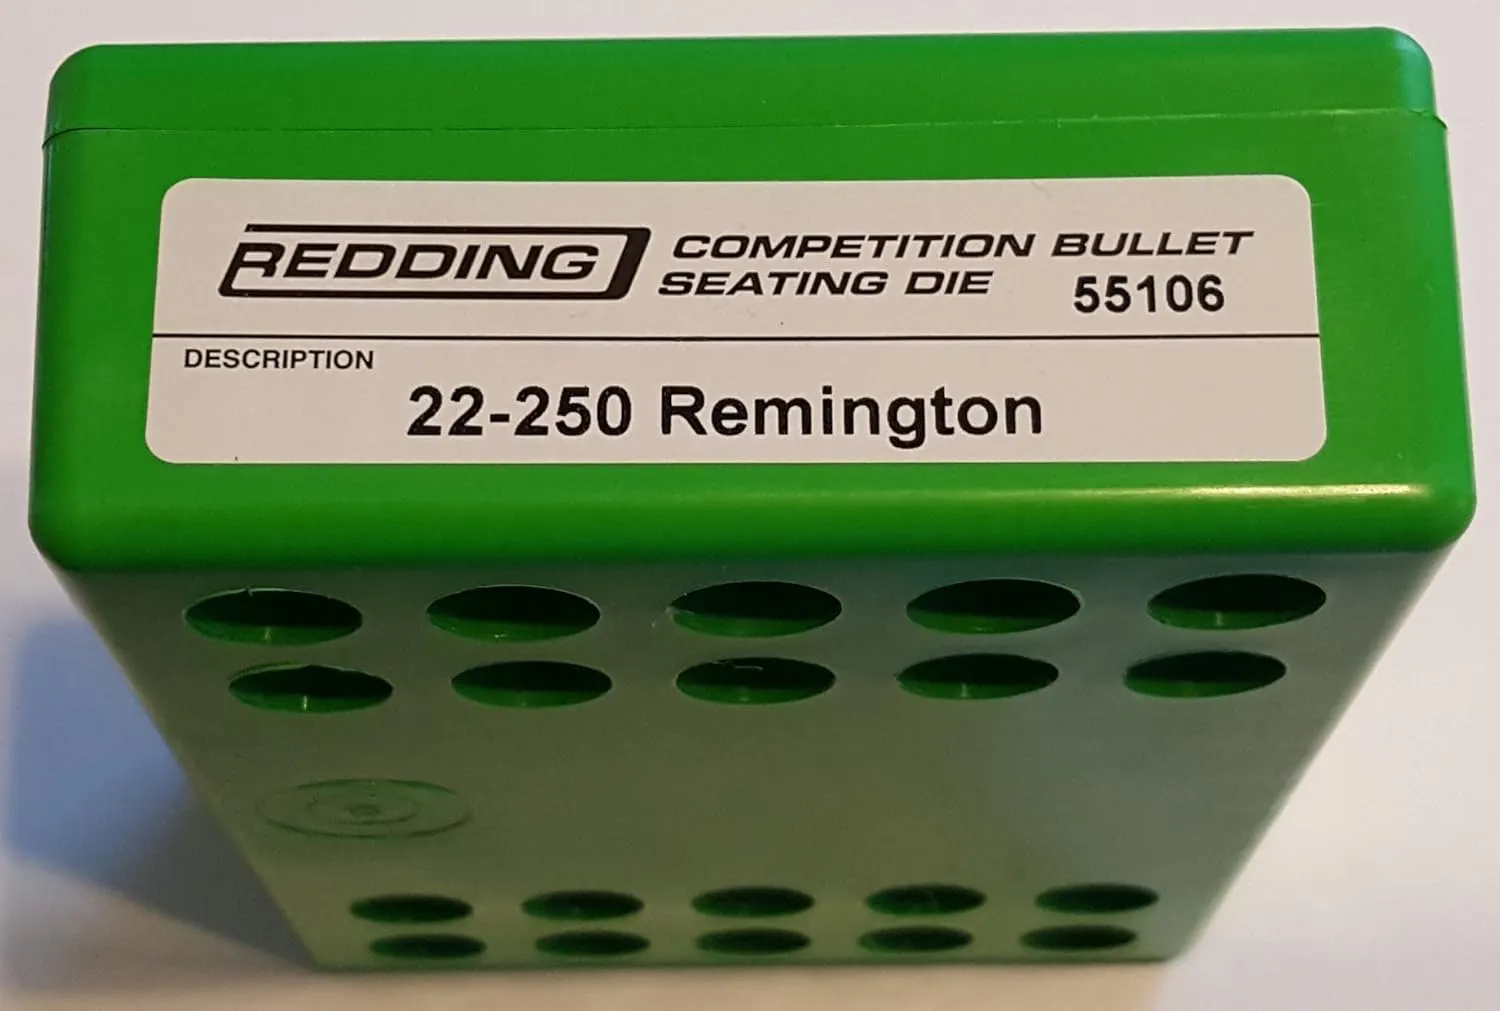 REDDING COMPETITION BULLET
SEATING DIE 55106
DESCRIPTION
22-250 Remington